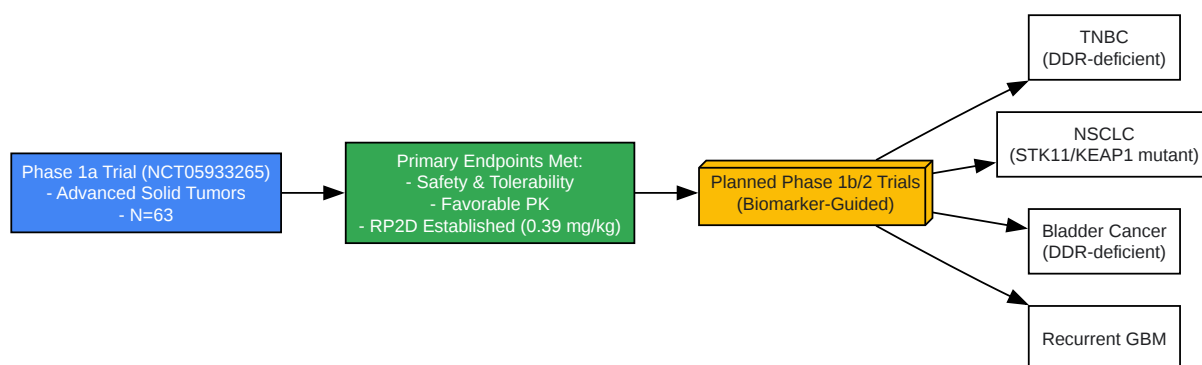 Phase 1a Trial (NCT05933265)
- Advanced Solid Tumors
- N=63
Primary Endpoints Met:
- Safety & Tolerability
- Favorable PK
- RP2D Established (0.39 mg/kg)
Planned Phase 1b/2 Trials
(Biomarker-Guided)
TNBC
(DDR-deficient)
NSCLC
(STK11/KEAP1 mutant)
Bladder Cancer
(DDR-deficient)
Recurrent GBM